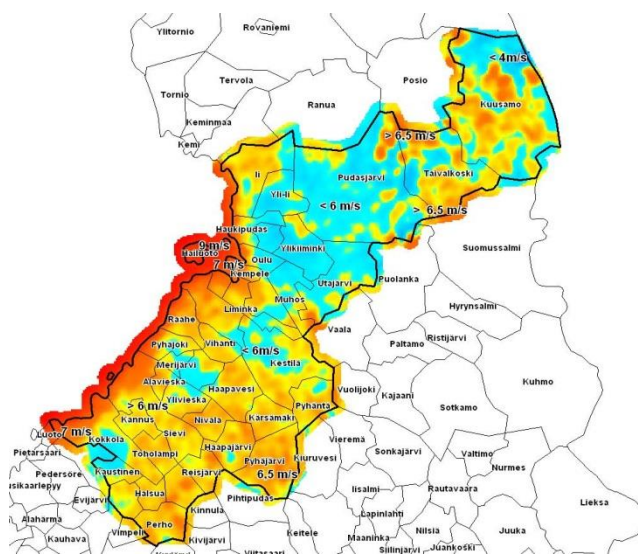 Rovaniemi
Ylitornio
Posio
Tervola
Tornio
Ranua
Keminmaa
Kemi
< 4m/s
Kuusamo
> 6.5 m/s
Ii
Pudasjärvi
Taivalkoski
Yli-Ii
< 6 m/s
> 6.5 m/s
Haukipudas
Ylikiiminki
Suomussalmi
9 m/s
Hailuoto
Oulu
7 m/s
Kempele
Utajärvi
Puolanka
Muhos
Liminka
Hyrynsalmi
Raahe
Vaala
Ristijärvi
Paltamo
Pyhäjoki
Vihanti
< 6m/s
Merijärvi
Kestilä
Kuhmo
Alavieska
Vuolijoki
Kajaani
Haapavesi
Sotkamo
Ylivieska
> 6 m/s
Pyhäntä
Kannus
Nivala
Kärsämäki
7 m/s
Luoto
Kokkola
Sievi
Vieremä
Pietarsaari
Toholampi
Haapajärvi
Kiuruvesi
Sonkajärvi
Valtimo
Pyhäjärvi
Nurmes
Pedersöre
Kaustinen
Reisjärvi
6,5 m/s
Evijärvi
Halsua
Iisalmi
Rautavaara
Lieksa
Kinnula
Pihtipudas
Lapinlahti
Alahärmä
Perho
Nilsiä
Juuka
Kauhava
Vimpeli
Kivijärvi
Keitele
Maaninka
Juankoski
Viitasaari
Siilinjärvi